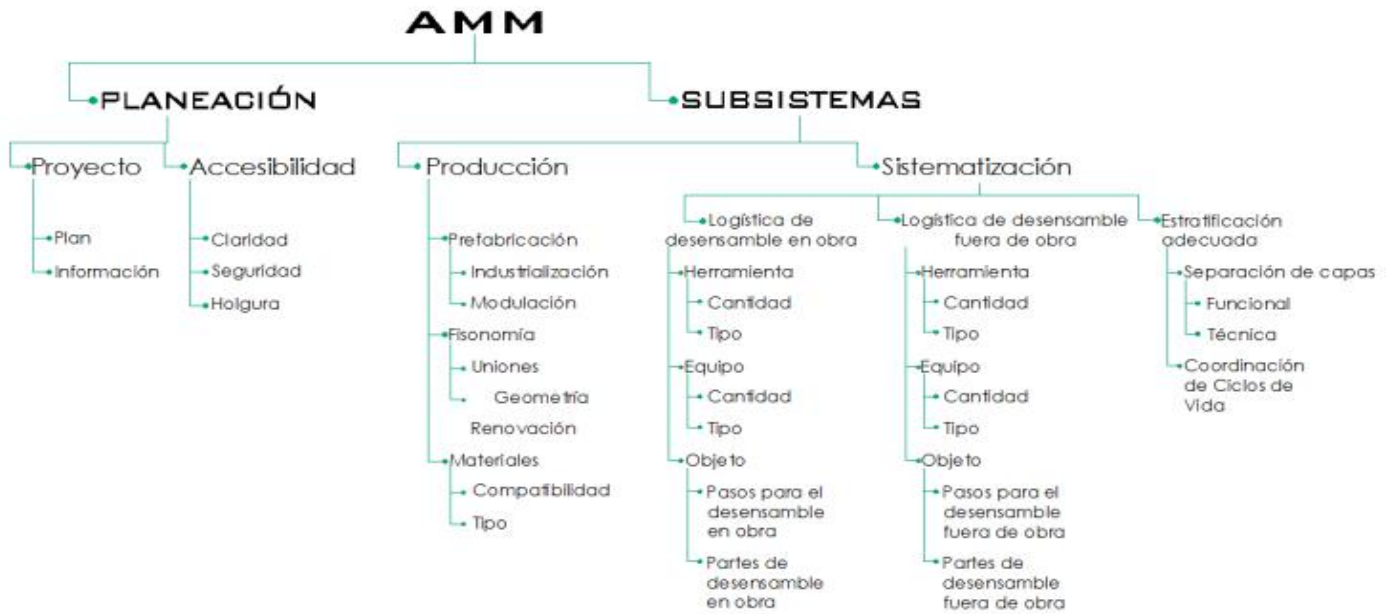 AMM
PLANEACIÓN
SUBSISTEMAS
Proyecto
Plan
Información
Accesibilidad
Claridad
Seguridad
Holgura
Producción
Prefabricación
Industrialización
Modulación
Fisonomía
Uniones
Geometría
Renovación
Materiales
Compatibilidad
Tipo
Sistematización
Logística de
desensamble en obra
Herramienta
Cantidad
Tipo
Equipo
Cantidad
Tipo
Objeto
Pasos para el
desensamble
en obra
Partes de
desensamble
en obra
Logística de desensamble
fuera de obra
Herramienta
Cantidad
Tipo
Equipo
Cantidad
Tipo
Objeto
Pasos para el
desensamble
fuera de obra
Partes de
desensamble
fuera de obra
Estratificación
adecuada
Separación de capas
Funcional
Técnica
Coordinación
de Ciclos de
Vida